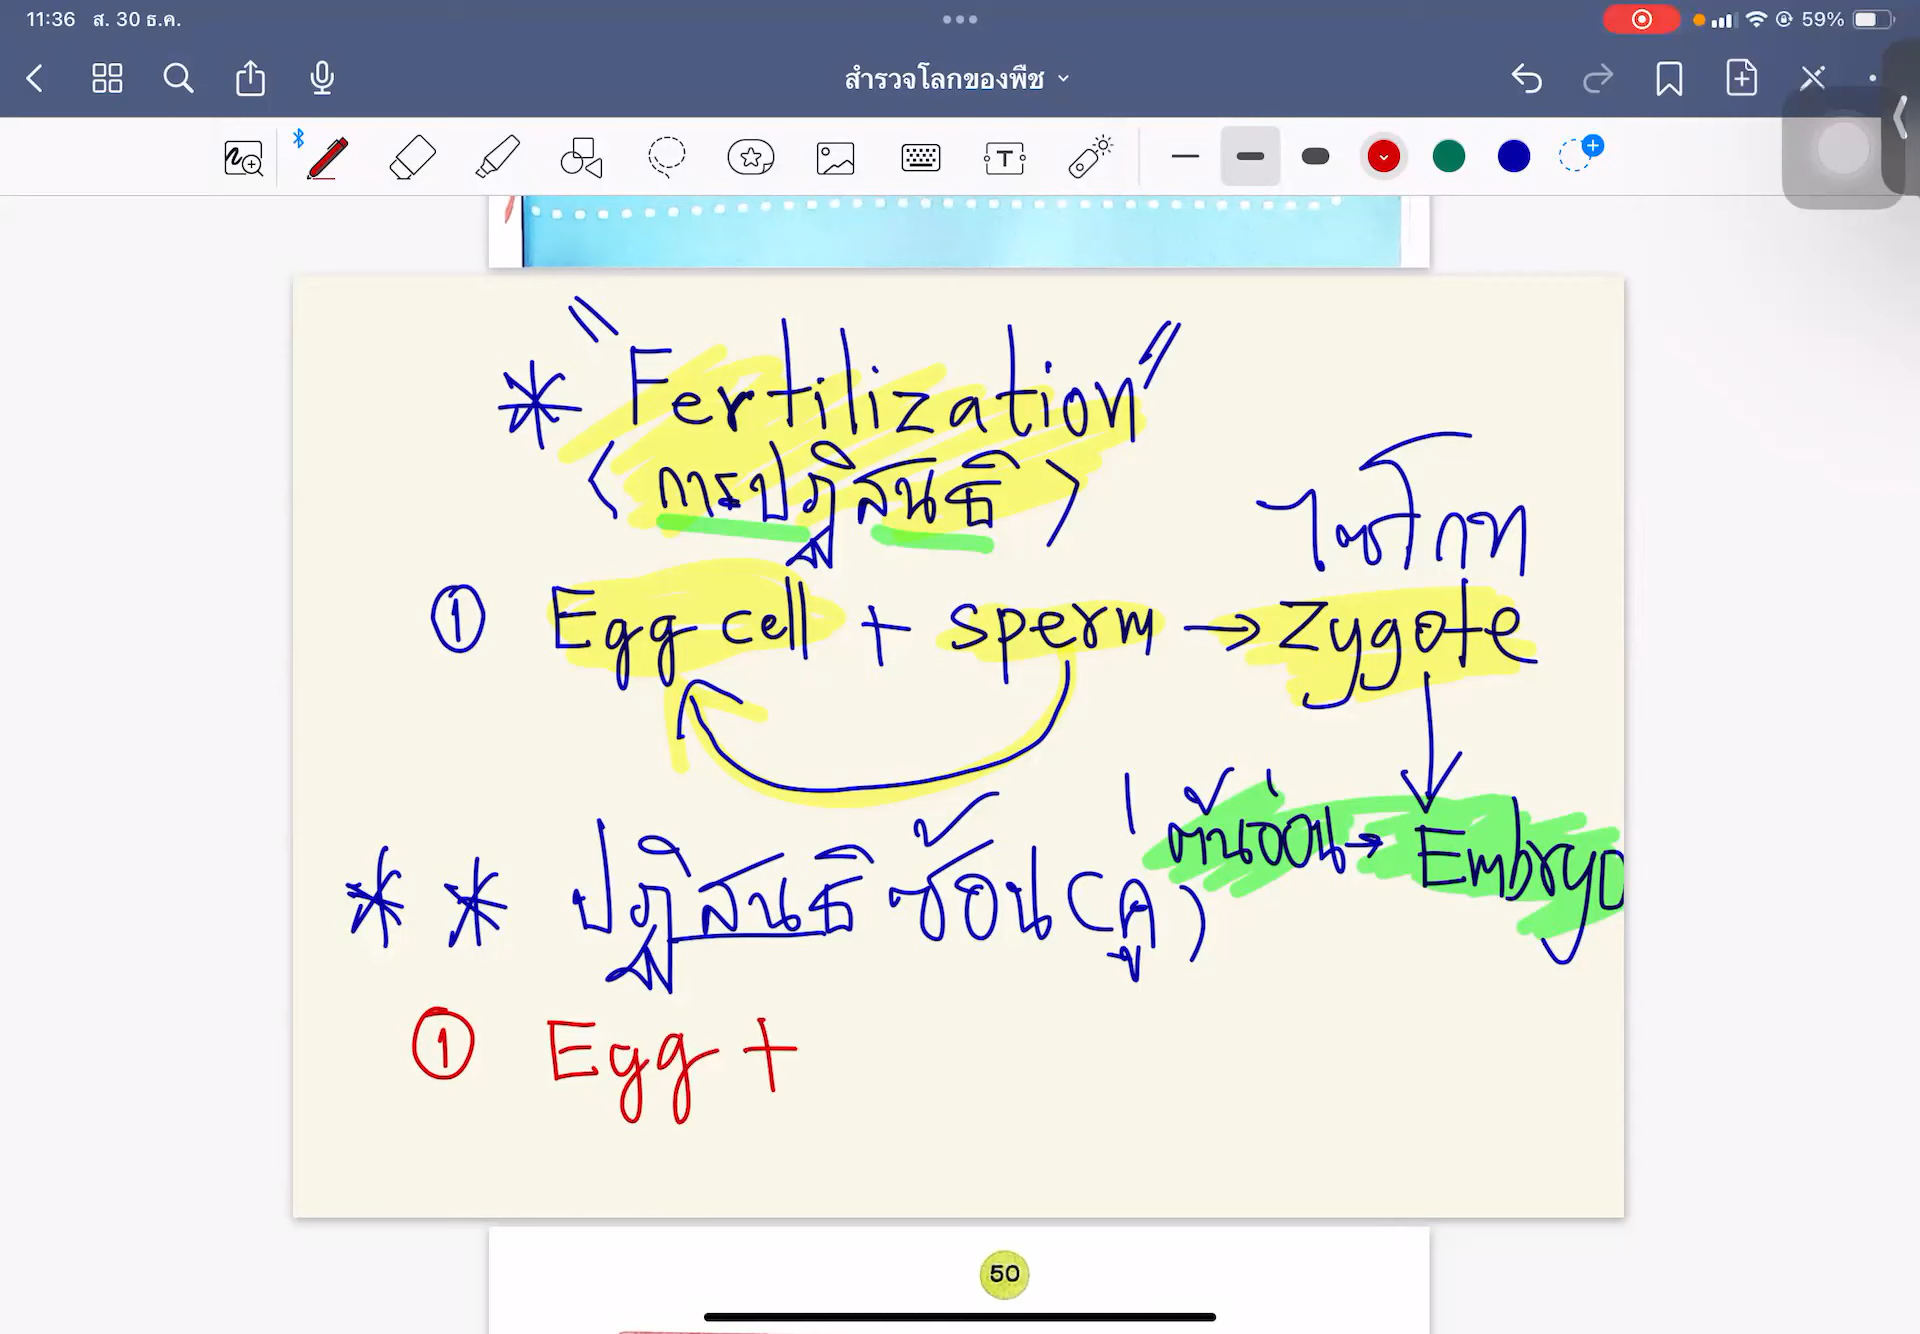 11:36 ส. 30 ธ.ค.
59%
สำรวจโลกของพืช
T
* "Fertilization"
<การปฏิสนธิ>
ไซโกท
① Egg cell + sperm → Zygote
ต้นอ่อน → Embryo
* * ปฏิสนธิซ้อน (คู่)
① Egg +
50